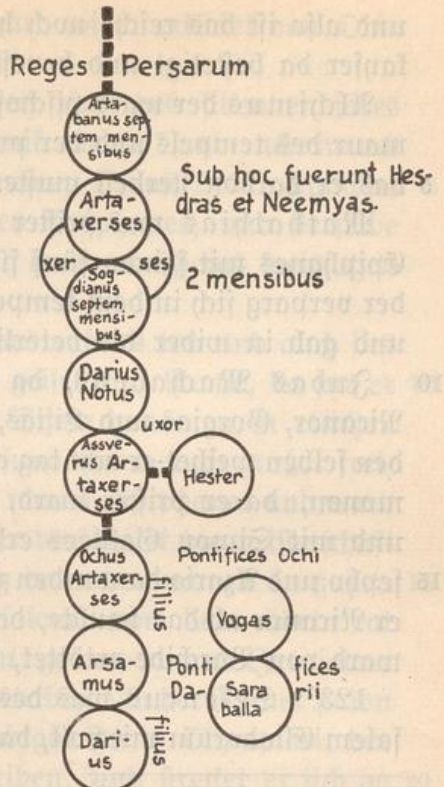 Reges Persarum
Arta-
banus sep
tem men-
sibus
Sub hoc fuerunt Hes-
dras et Neemyas.
Arta-
xerses
xer ses
2 mensibus
Sog-
dianus
septem
mensi-
bus
Darius
Notus
uxor
Assve-
rus Ar-
taxer-
ses
Hester
Ochus
Artaxer-
ses
filius
Pontifices Ochi
Vogas
Arsa-
mus
Ponti fices
Da- rii
Sara
balla
Dari-
us
filius